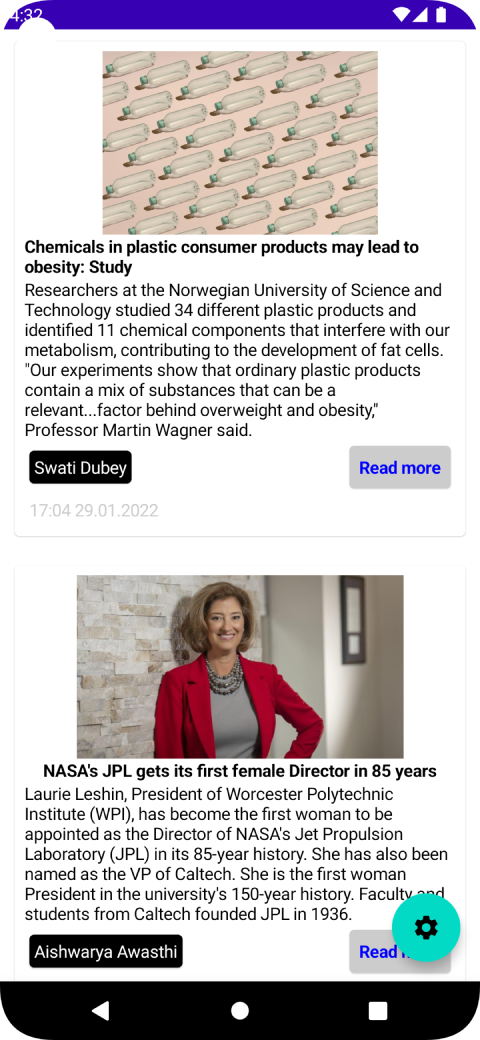 4:32
Chemicals in plastic consumer products may lead to
obesity: Study
Researchers at the Norwegian University of Science and
Technology studied 34 different plastic products and
identified 11 chemical components that interfere with our
metabolism, contributing to the development of fat cells.
"Our experiments show that ordinary plastic products
contain a mix of substances that can be a
relevant...factor behind overweight and obesity,"
Professor Martin Wagner said.
Swati Dubey
Read more
17:04 29.01.2022
NASA's JPL gets its first female Director in 85 years
Laurie Leshin, President of Worcester Polytechnic
Institute (WPI), has become the first woman to be
appointed as the Director of NASA's Jet Propulsion
Laboratory (JPL) in its 85-year history. She has also been
named as the VP of Caltech. She is the first woman
President in the university's 150-year history. Faculty and
students from Caltech founded JPL in 1936.
Aishwarya Awasthi
Read